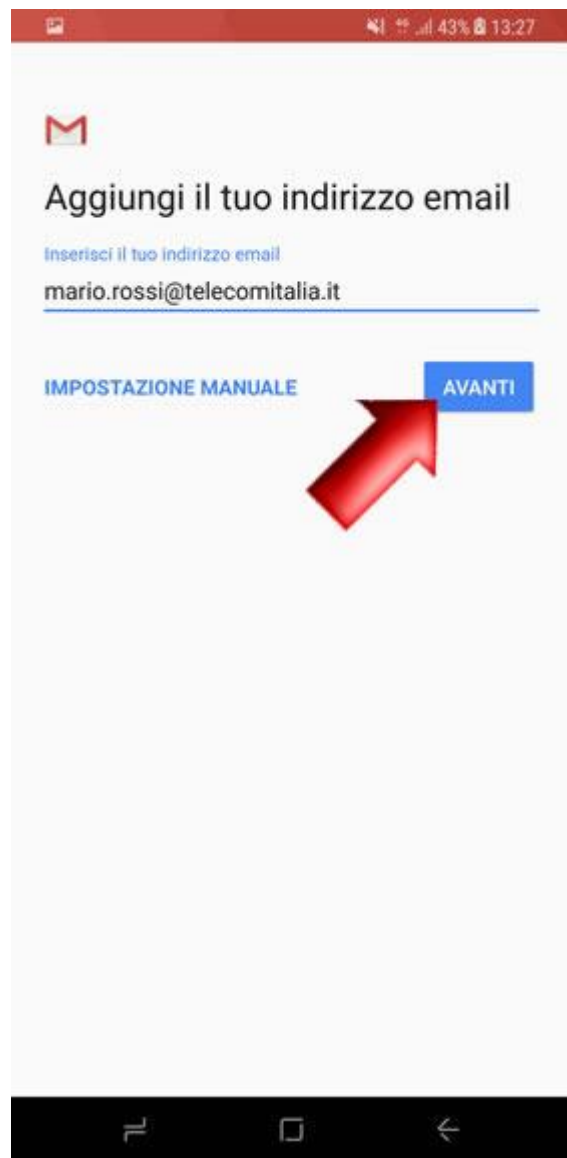 43% 13:27
Aggiungi il tuo indirizzo email
Inserisci il tuo indirizzo email
mario.rossi@telecomitalia.it
IMPOSTAZIONE MANUALE AVANTI